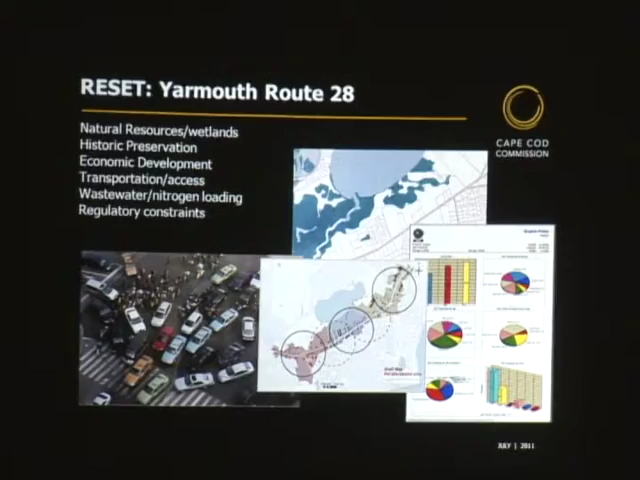 RESET: Yarmouth Route 28
CAPE COD
COMMISSION
Natural Resources/wetlands
Historic Preservation
Economic Development
Transportation/access
Wastewater/nitrogen loading
Regulatory constraints
JULY | 2011